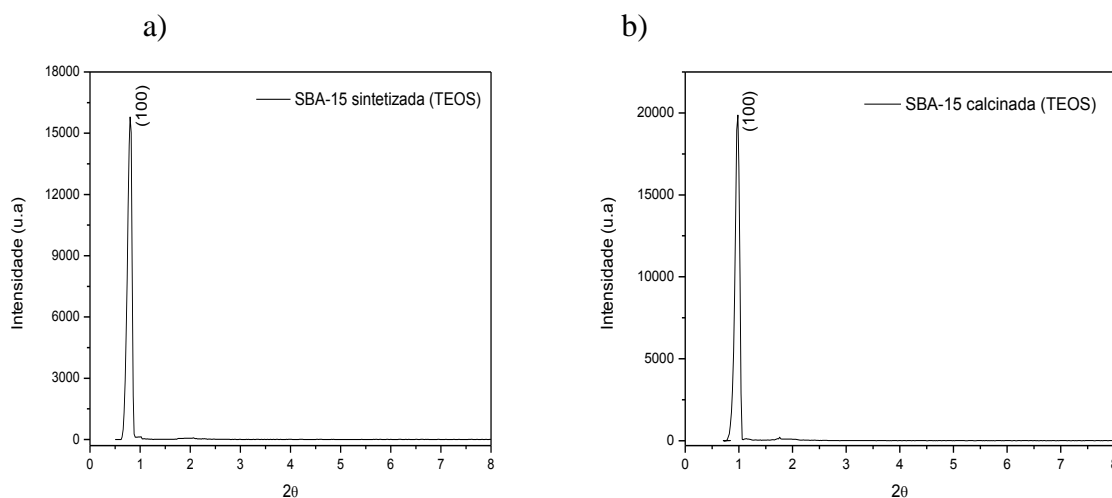 a)
18000
15000
12000
9000
6000
3000
0
Intensidade (u.a)
(100)
SBA-15 sintetizada (TEOS)
0 1 2 3 4 5 6 7 8
2θ
b)
20000
15000
10000
5000
0
Intensidade (u.a)
(100)
SBA-15 calcinada (TEOS)
0 1 2 3 4 5 6 7 8
2θ